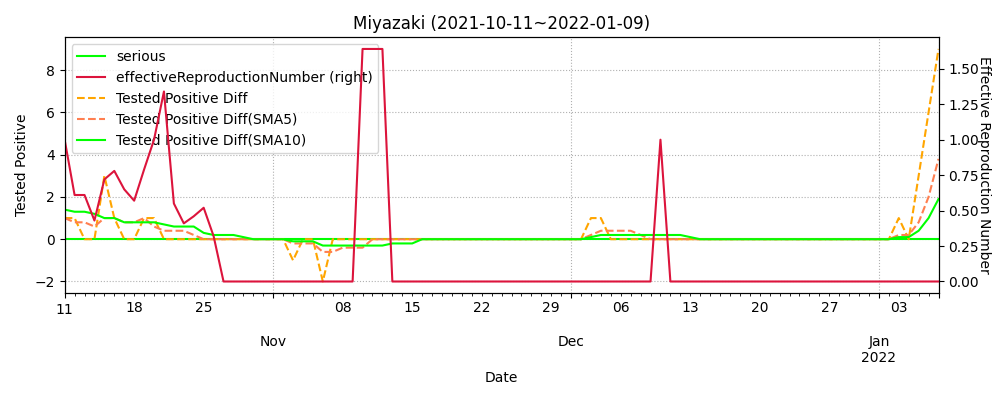 Miyazaki (2021-10-11~2022-01-09)
serious
effectiveReproductionNumber (right)
Tested Positive Diff
Tested Positive Diff(SMA5)
Tested Positive Diff(SMA10)
Tested Positive
8
6
4
2
0
−2
Effective Reproduction Number
1.50
1.25
1.00
0.75
0.50
0.25
0.00
11 18 25 08 15 22 29 06 13 20 27 03
Nov Dec Jan
2022
Date